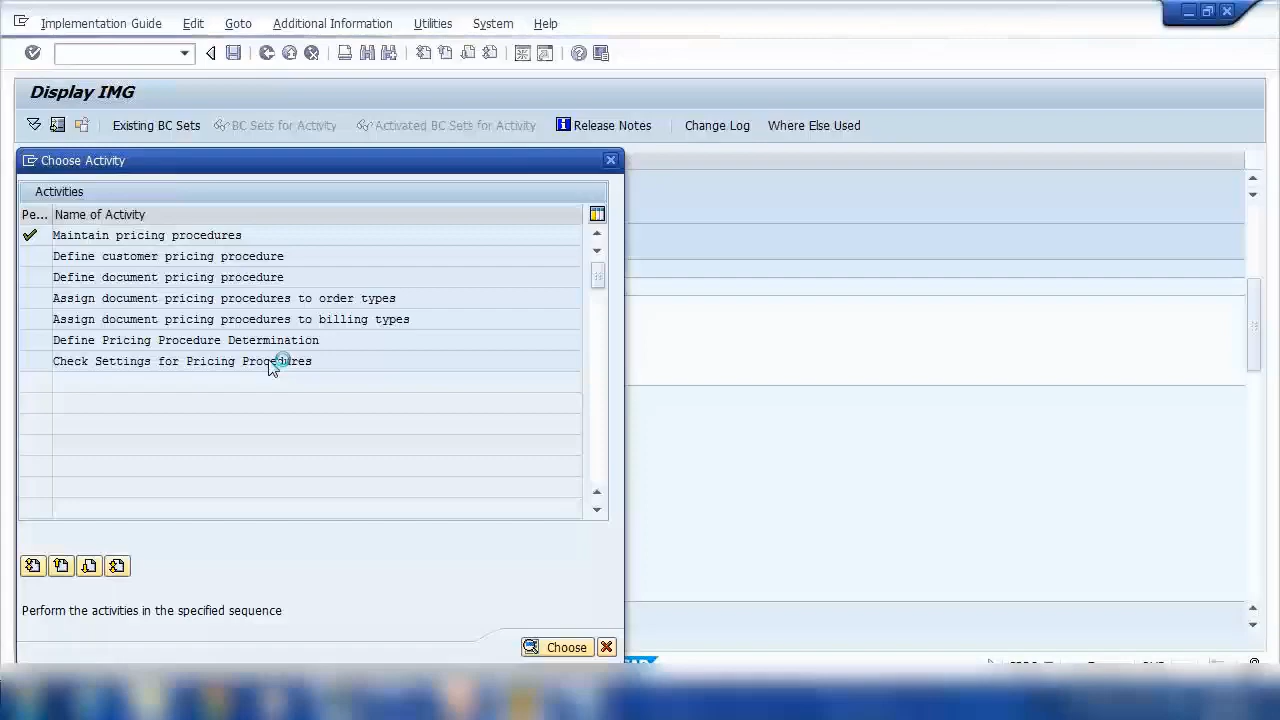 Implementation Guide Edit Goto Additional Information Utilities System Help
Display IMG
Existing BC Sets BC Sets for Activity Activated BC Sets for Activity Release Notes Change Log Where Else Used
Choose Activity
Activities
Pe... Name of Activity
Maintain pricing procedures
Define customer pricing procedure
Define document pricing procedure
Assign document pricing procedures to order types
Assign document pricing procedures to billing types
Define Pricing Procedure Determination
Check Settings for Pricing Procedures
Perform the activities in the specified sequence
Choose